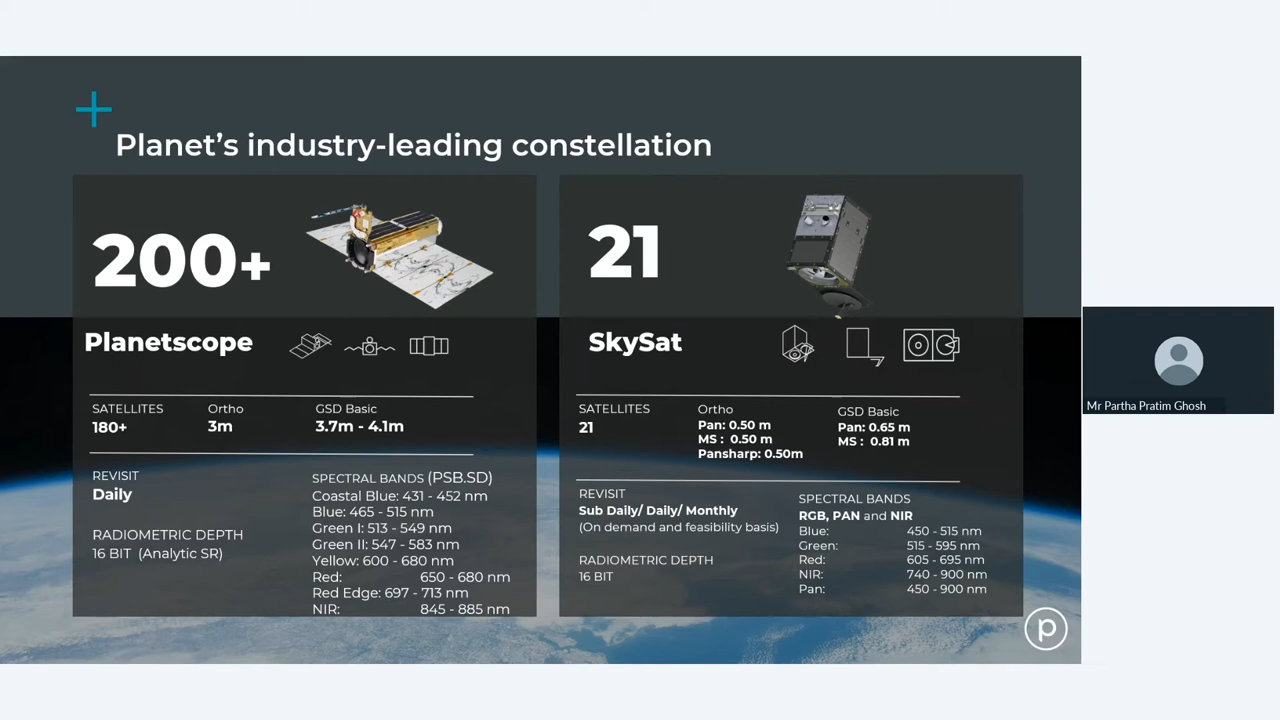 Planet's industry-leading constellation
200+
Planetscope
SATELLITES
180+
Ortho
3m
GSD Basic
3.7m - 4.1m
REVISIT
Daily
RADIOMETRIC DEPTH
16 BIT (Analytic SR)
SPECTRAL BANDS (PSB.SD)
Coastal Blue: 431 - 452 nm
Blue: 465 - 515 nm
Green I: 513 - 549 nm
Green II: 547 - 583 nm
Yellow: 600 - 680 nm
Red: 650 - 680 nm
Red Edge: 697 - 713 nm
NIR: 845 - 885 nm
21
SkySat
SATELLITES
21
Ortho
Pan: 0.50 m
MS : 0.50 m
Pansharp: 0.50m
GSD Basic
Pan: 0.65 m
MS : 0.81 m
REVISIT
Sub Daily/ Daily/ Monthly
(On demand and feasibility basis)
RADIOMETRIC DEPTH
16 BIT
SPECTRAL BANDS
RGB, PAN and NIR
Blue: 450 - 515 nm
Green: 515 - 595 nm
Red: 605 - 695 nm
NIR: 740 - 900 nm
Pan: 450 - 900 nm
p
Mr Partha Pratim Ghosh